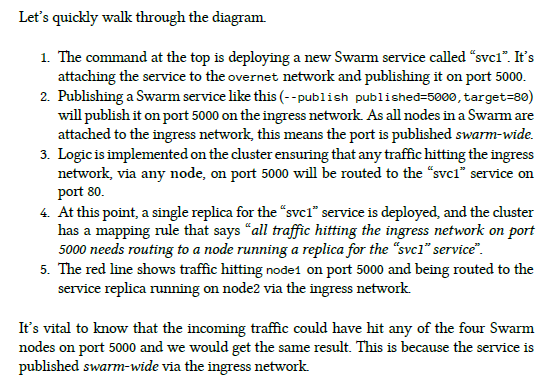 Let's quickly walk through the diagram.
1. The command at the top is deploying a new Swarm service called “svc1”. It's
attaching the service to the overnet network and publishing it on port 5000.
2. Publishing a Swarm service like this (--publish published=5000,target=80)
will publish it on port 5000 on the ingress network. As all nodes in a Swarm are
attached to the ingress network, this means the port is published swarm-wide.
3. Logic is implemented on the cluster ensuring that any traffic hitting the ingress
network, via any node, on port 5000 will be routed to the “svc1” service on
port 80.
4. At this point, a single replica for the “svc1” service is deployed, and the cluster
has a mapping rule that says “all traffic hitting the ingress network on port
5000 needs routing to a node running a replica for the “svc1” service”.
5. The red line shows traffic hitting node1 on port 5000 and being routed to the
service replica running on node2 via the ingress network.
It's vital to know that the incoming traffic could have hit any of the four Swarm
nodes on port 5000 and we would get the same result. This is because the service is
published swarm-wide via the ingress network.